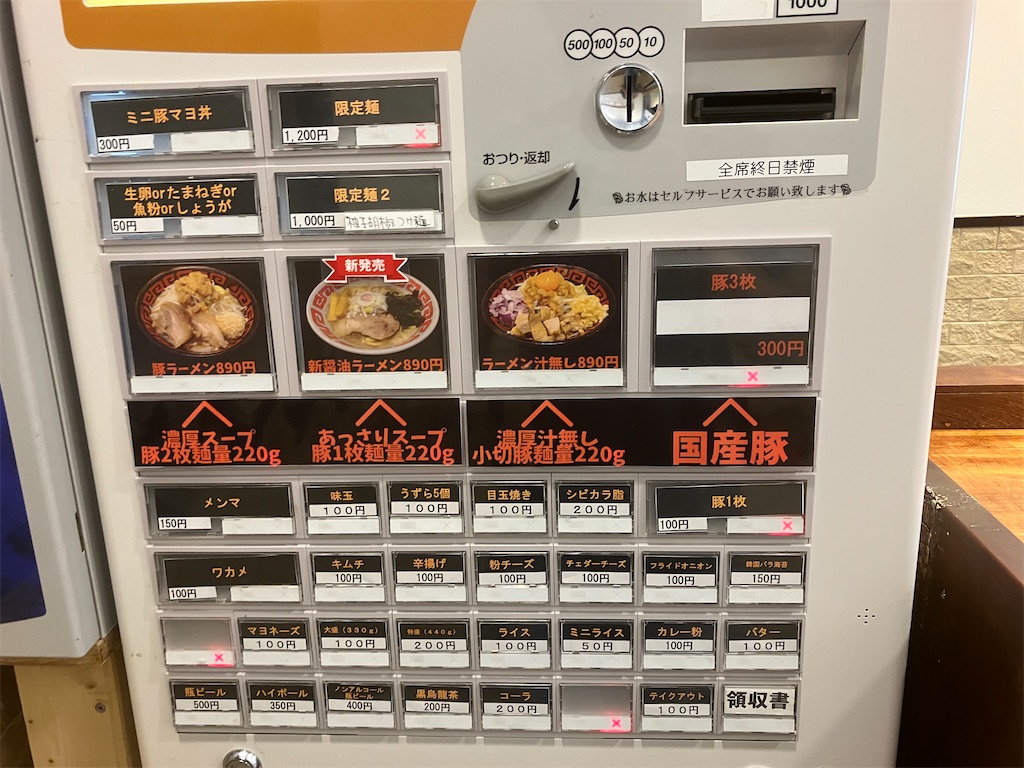 1000
500 100 50 10
おつり・返却
全席終日禁煙
お水はセルフサービスでお願い致します
ミニ豚マヨ丼
300円
限定麺
1,200円
生卵orたまねぎor
魚粉orしょうが
50円
限定麺2
1,000円 柚子胡椒つけ麺
豚ラーメン890円
新発売
新醤油ラーメン890円
ラーメン汁無し890円
豚3枚
300円
濃厚スープ
豚2枚麺量220g
あっさりスープ
豚1枚麺量220g
濃厚汁無し
小切豚麺量220g
国産豚
メンマ
150円
味玉
100円
うずら5個
100円
目玉焼き
100円
シビカラ脂
200円
豚1枚
100円
ワカメ
100円
キムチ
100円
辛揚げ
100円
粉チーズ
100円
チェダーチーズ
100円
フライドオニオン
100円
韓国バラ海苔
150円
マヨネーズ
100円
大盛(330g)
100円
特盛(440g)
200円
ライス
100円
ミニライス
50円
カレー粉
100円
バター
100円
瓶ビール
500円
ハイボール
350円
ノンアルコール
瓶ビール
400円
黒烏龍茶
200円
コーラ
200円
テイクアウト
100円
領収書